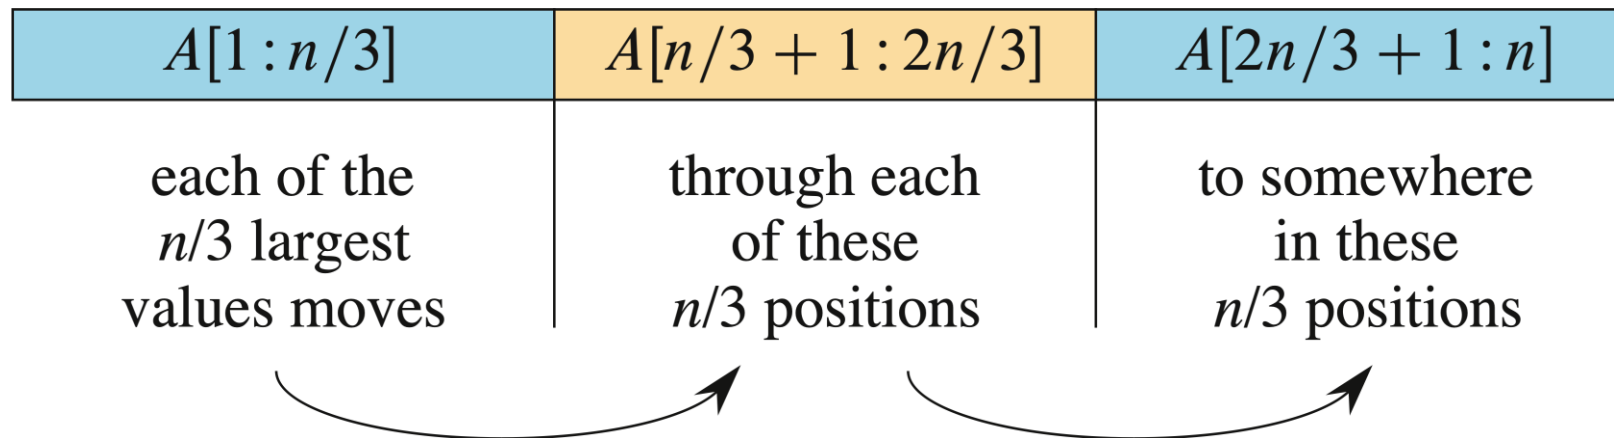 A[1 : n/3]
A[n/3 + 1 : 2n/3]
A[2n/3 + 1 : n]
each of the
n/3 largest
values moves
through each
of these
n/3 positions
to somewhere
in these
n/3 positions